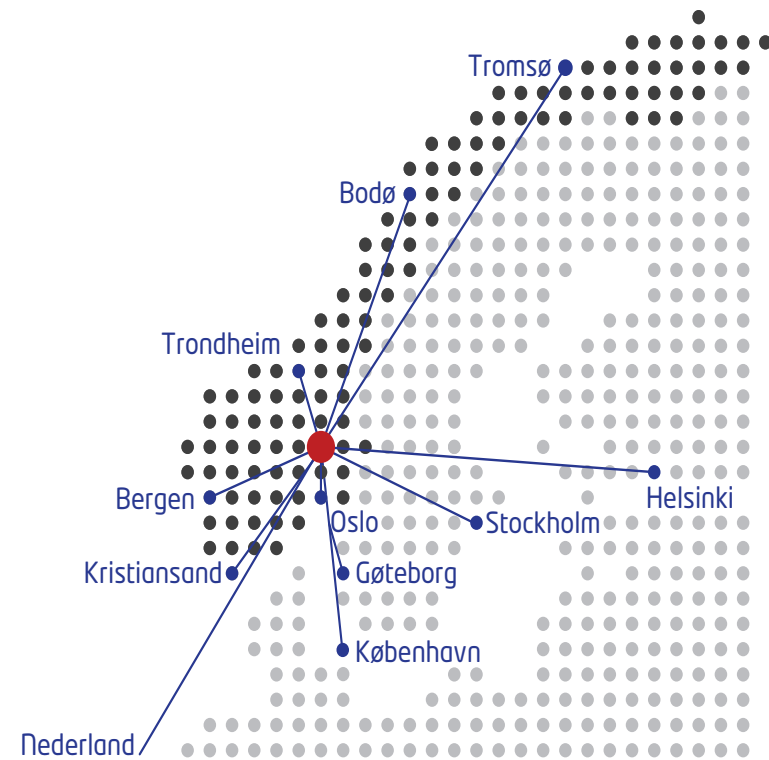 Tromsø
Bodø
Trondheim
Bergen
Helsinki
Oslo
Stockholm
Kristiansand
Gøteborg
København
Nederland